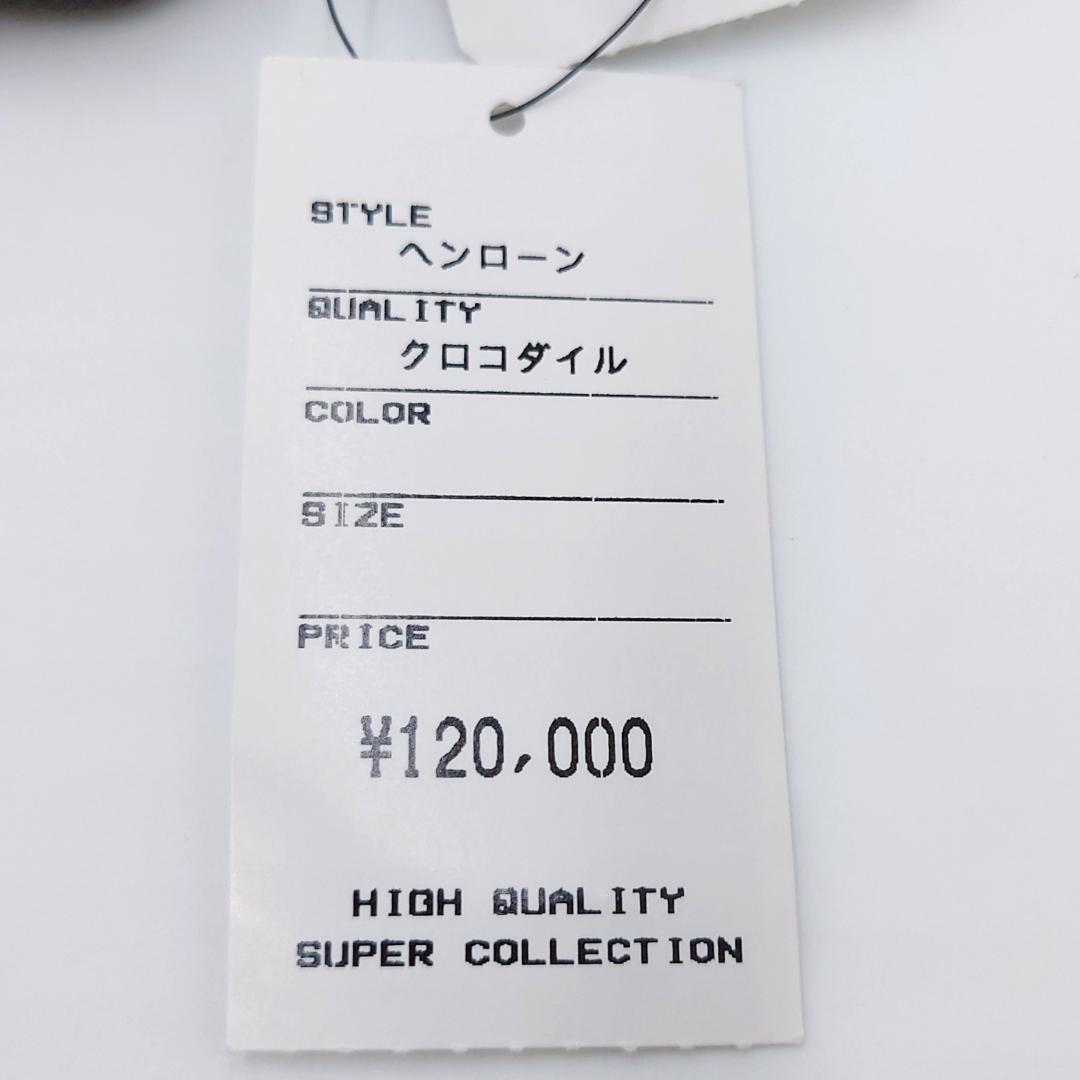 STYLE
ヘンローン
QUALITY
クロコダイル
COLOR
SIZE
PRICE
¥120,000
HIGH QUALITY
SUPER COLLECTION